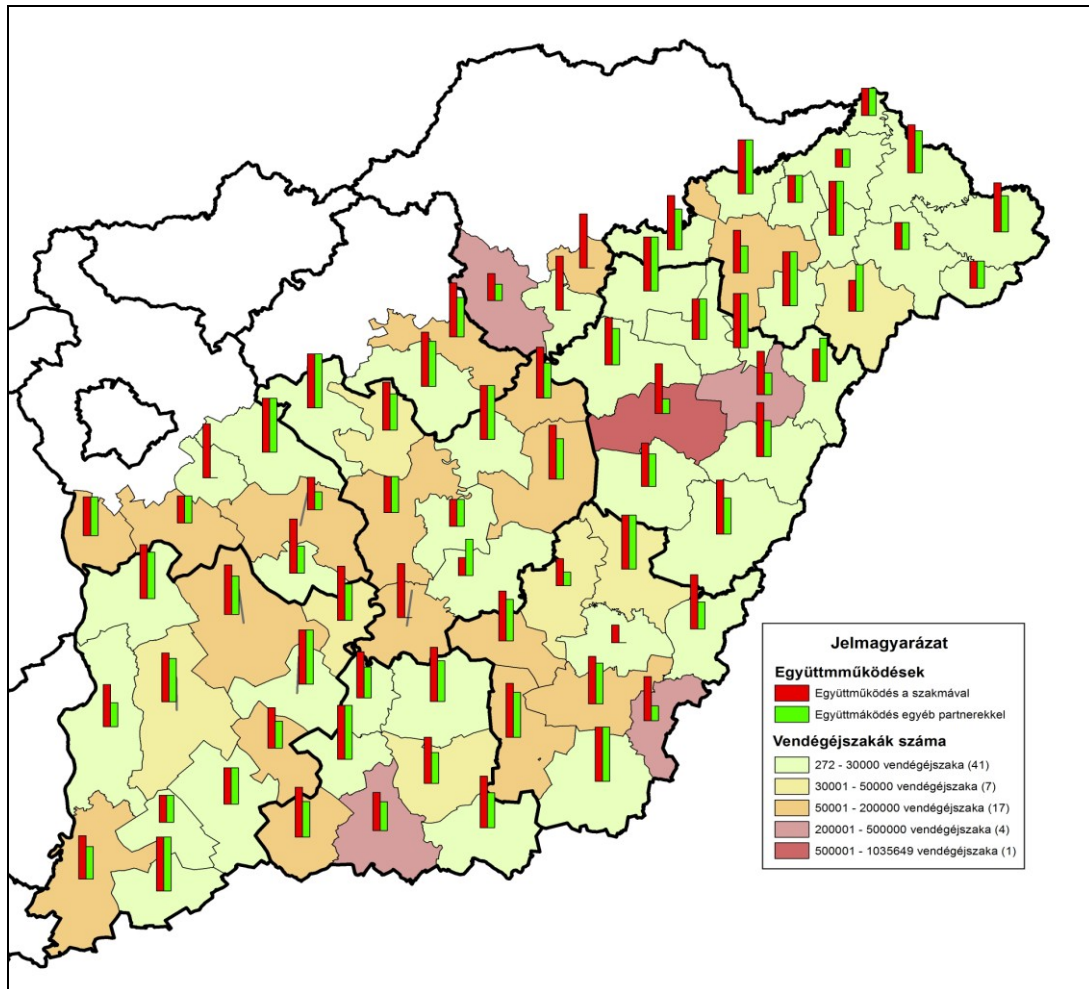 Jelmagyarázat
Együttmműködések
Együttműködés a szakmával
Együttmáködés egyéb partnerekkel
Vendégéjszakák száma
272 - 30000 vendégéjszaka (41)
30001 - 50000 vendégéjszaka (7)
50001 - 200000 vendégéjszaka (17)
200001 - 500000 vendégéjszaka (4)
500001 - 1035649 vendégéjszaka (1)